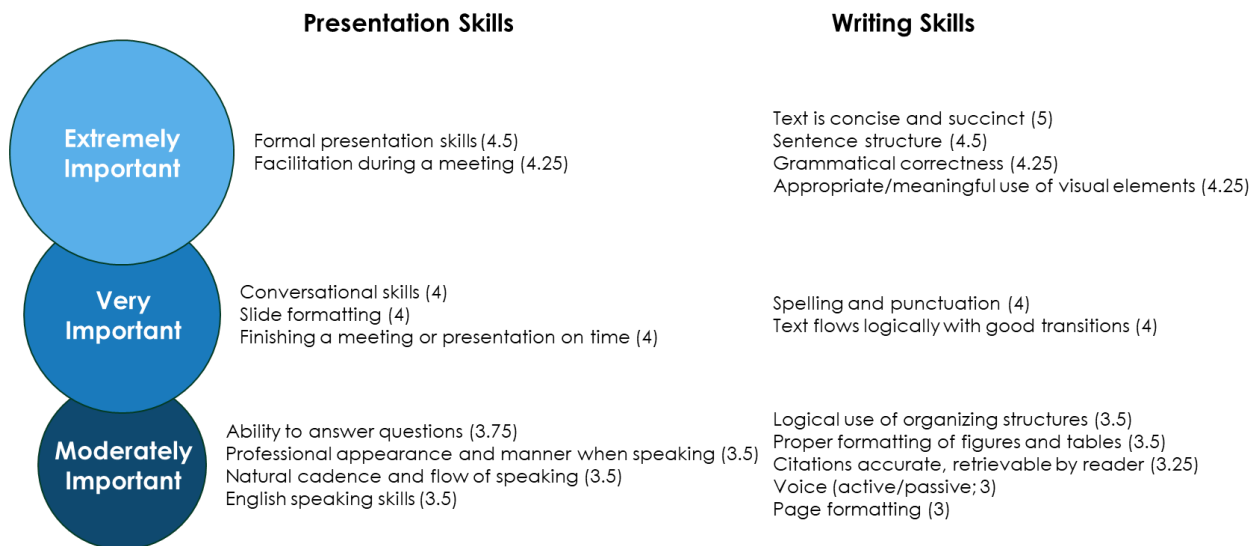 Presentation Skills
Writing Skills
Extremely
Important
Formal presentation skills (4.5)
Facilitation during a meeting (4.25)
Text is concise and succinct (5)
Sentence structure (4.5)
Grammatical correctness (4.25)
Appropriate/meaningful use of visual elements (4.25)
Very
Important
Conversational skills (4)
Slide formatting (4)
Finishing a meeting or presentation on time (4)
Spelling and punctuation (4)
Text flows logically with good transitions (4)
Moderately
Important
Ability to answer questions (3.75)
Professional appearance and manner when speaking (3.5)
Natural cadence and flow of speaking (3.5)
English speaking skills (3.5)
Logical use of organizing structures (3.5)
Proper formatting of figures and tables (3.5)
Citations accurate, retrievable by reader (3.25)
Voice (active/passive; 3)
Page formatting (3)